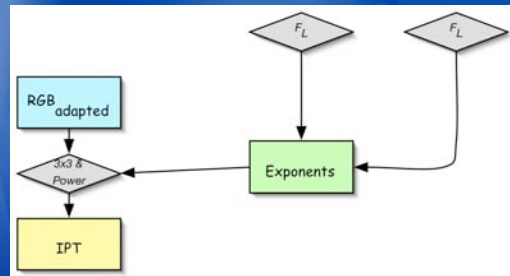 F_L
F_L
RGB_adapted
3x3 &
Power
Exponents
IPT